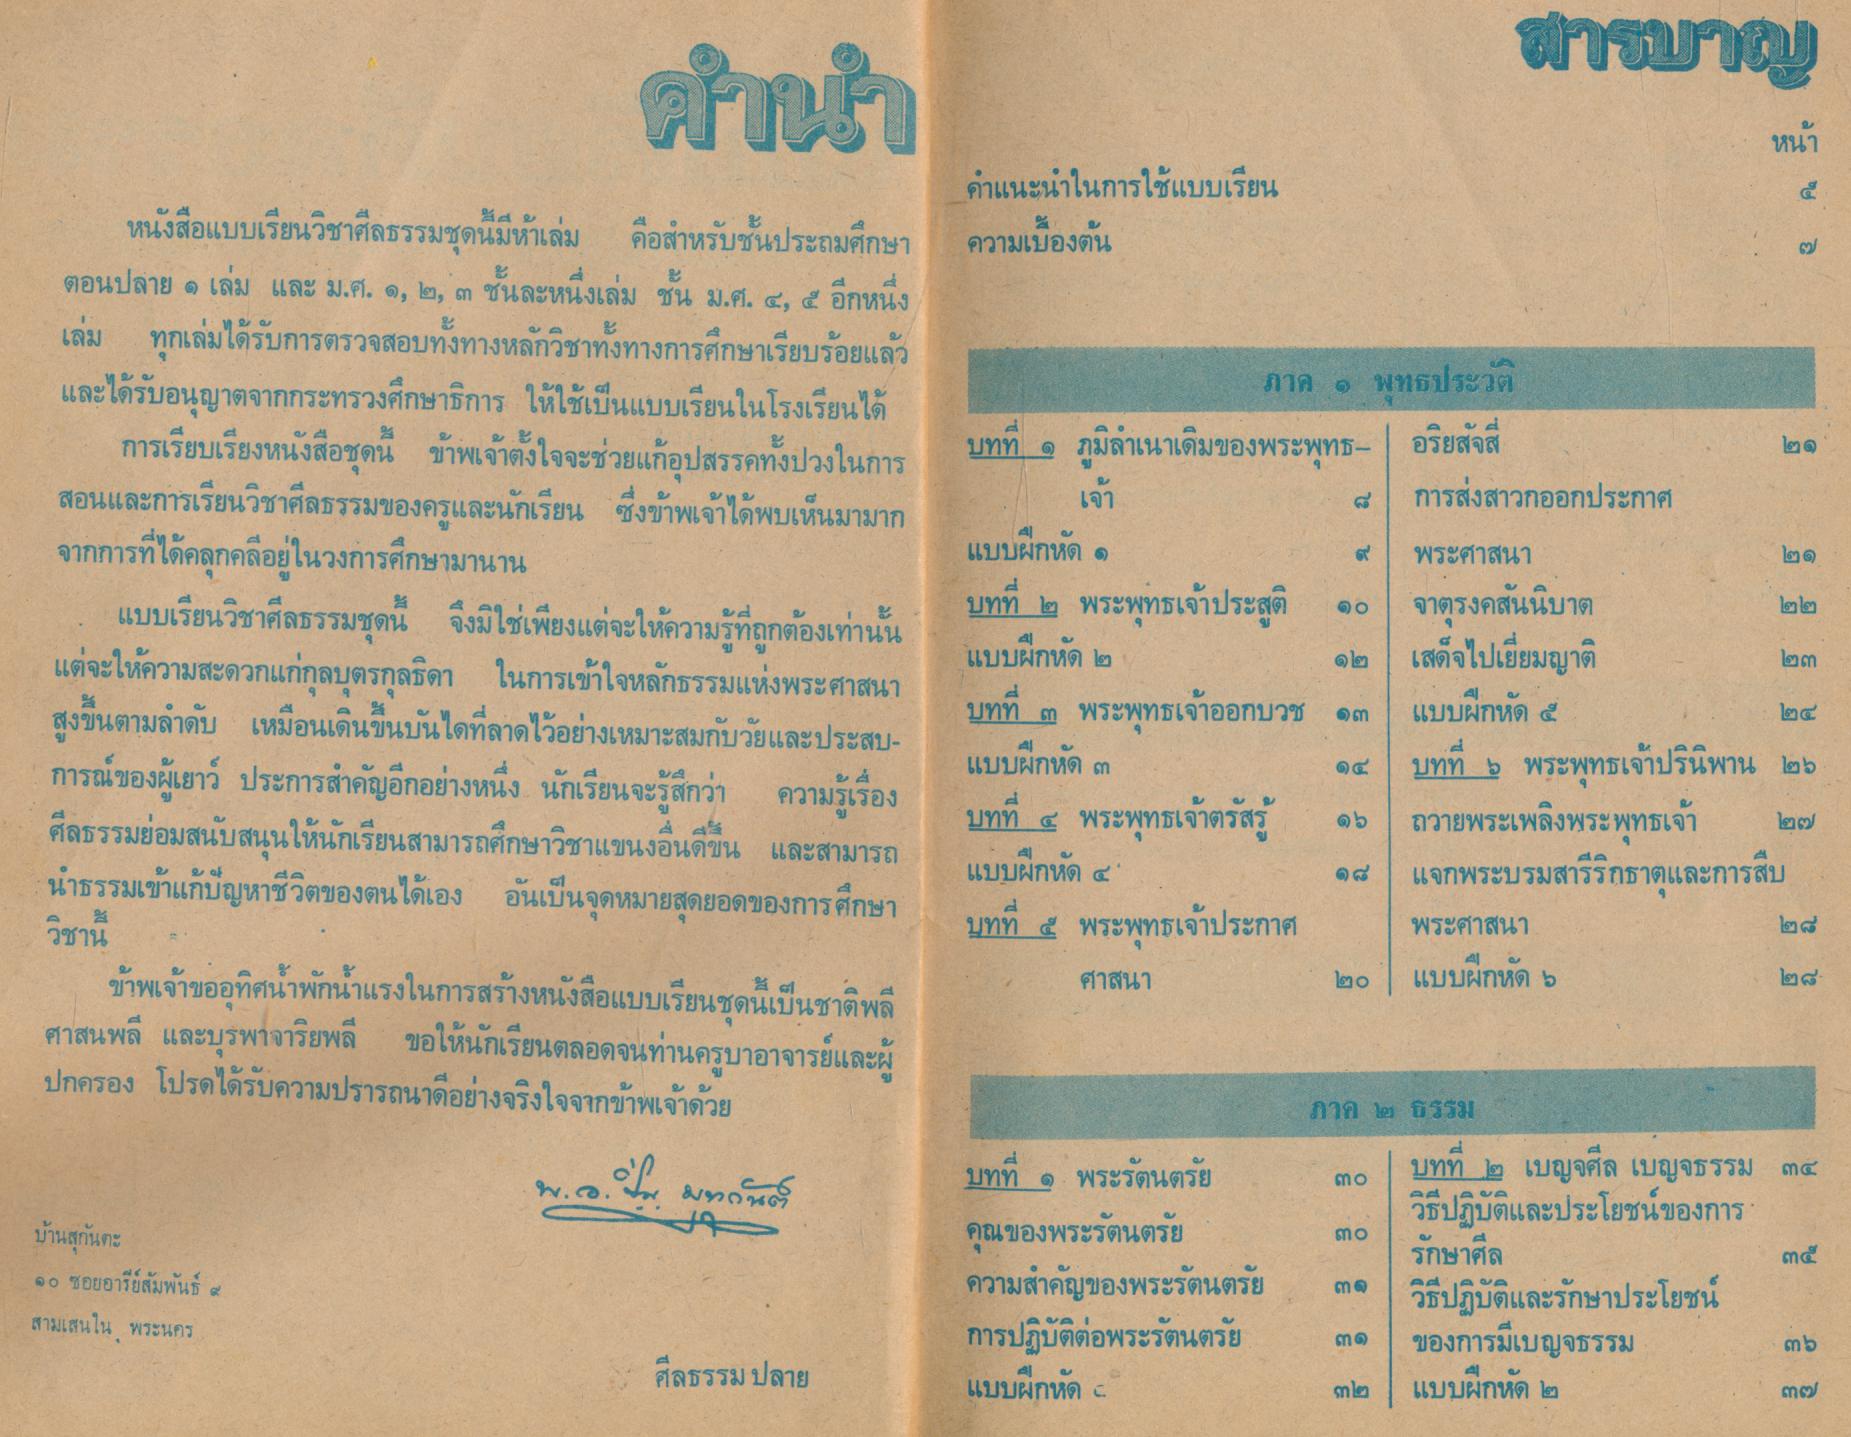 คำนำ
หนังสือแบบเรียนวิชาศีลธรรมชุดนี้มีห้าเล่ม คือสำหรับชั้นประถมศึกษา
ตอนปลาย ๑ เล่ม และ ม.ศ. ๑, ๒, ๓ ชั้นละหนึ่งเล่ม ชั้น ม.ศ. ๔, ๕ อีกหนึ่ง
เล่ม ทุกเล่มได้รับการตรวจสอบทั้งทางหลักวิชาทั้งทางการศึกษาเรียบร้อยแล้ว
และได้รับอนุญาตจากกระทรวงศึกษาธิการ ให้ใช้เป็นแบบเรียนในโรงเรียนได้
การเรียบเรียงหนังสือชุดนี้ ข้าพเจ้าตั้งใจจะช่วยแก้อุปสรรคทั้งปวงในการ
สอนและการเรียนวิชาศีลธรรมของครูและนักเรียน ซึ่งข้าพเจ้าได้พบเห็นมามาก
จากการที่ได้คลุกคลีอยู่ในวงการศึกษามานาน
แบบเรียนวิชาศีลธรรมชุดนี้ จึงมิใช่เพียงแต่จะให้ความรู้ที่ถูกต้องเท่านั้น
แต่จะให้ความสะดวกแก่กุลบุตรกุลธิดา ในการเข้าใจหลักธรรมแห่งพระศาสนา
สูงขึ้นตามลำดับ เหมือนเดินขึ้นบันไดที่ลาดไว้อย่างเหมาะสมกับวัยและประสบ-
การณ์ของผู้เยาว์ ประการสำคัญอีกอย่างหนึ่ง นักเรียนจะรู้สึกว่า ความรู้เรื่อง
ศีลธรรมย่อมสนับสนุนให้นักเรียนสามารถศึกษาวิชาแขนงอื่นดีขึ้น และสามารถ
นำธรรมเข้าแก้ปัญหาชีวิตของตนได้เอง อันเป็นจุดหมายสุดยอดของการศึกษา
วิชานี้
ข้าพเจ้าขออุทิศน้ำพักน้ำแรงในการสร้างหนังสือแบบเรียนชุดนี้เป็นชาติพลี
ศาสนพลี และบุรพาจาริยพลี ขอให้นักเรียนตลอดจนท่านครูบาอาจารย์และผู้
ปกครอง โปรดได้รับความปรารถนาดีอย่างจริงใจจากข้าพเจ้าด้วย
พ.อ. ปิ่น มุทุกันต์
บ้านสุกันตะ
๑๐ ซอยอารีย์สัมพันธ์ ๙
สามเสนใน พระนคร
ศีลธรรม ปลาย
สารบาญ
หน้า
คำแนะนำในการใช้แบบเรียน ๕
ความเบื้องต้น ๗
ภาค ๑ พุทธประวัติ
บทที่ ๑ ภูมิลำเนาเดิมของพระพุทธ-
เจ้า ๘
แบบฝึกหัด ๑ ๙
บทที่ ๒ พระพุทธเจ้าประสูติ ๑๐
แบบฝึกหัด ๒ ๑๒
บทที่ ๓ พระพุทธเจ้าออกบวช ๑๓
แบบฝึกหัด ๓ ๑๔
บทที่ ๔ พระพุทธเจ้าตรัสรู้ ๑๖
แบบฝึกหัด ๔ ๑๘
บทที่ ๕ พระพุทธเจ้าประกาศ
ศาสนา ๒๐
อริยสัจสี่ ๒๑
การส่งสาวกออกประกาศ
พระศาสนา ๒๑
จาตุรงคสันนิบาต ๒๒
เสด็จไปเยี่ยมญาติ ๒๓
แบบฝึกหัด ๕ ๒๔
บทที่ ๖ พระพุทธเจ้าปรินิพาน ๒๖
ถวายพระเพลิงพระพุทธเจ้า ๒๗
แจกพระบรมสารีริกธาตุและการสืบ
พระศาสนา ๒๘
แบบฝึกหัด ๖ ๒๘
ภาค ๒ ธรรม
บทที่ ๑ พระรัตนตรัย ๓๐
คุณของพระรัตนตรัย ๓๐
ความสำคัญของพระรัตนตรัย ๓๑
การปฏิบัติต่อพระรัตนตรัย ๓๑
แบบฝึกหัด ๓๒
บทที่ ๒ เบญจศีล เบญจธรรม ๓๔
วิธีปฏิบัติและประโยชน์ของการ
รักษาศีล ๓๕
วิธีปฏิบัติและรักษาประโยชน์
ของการมีเบญจธรรม ๓๖
แบบฝึกหัด ๒ ๓๗